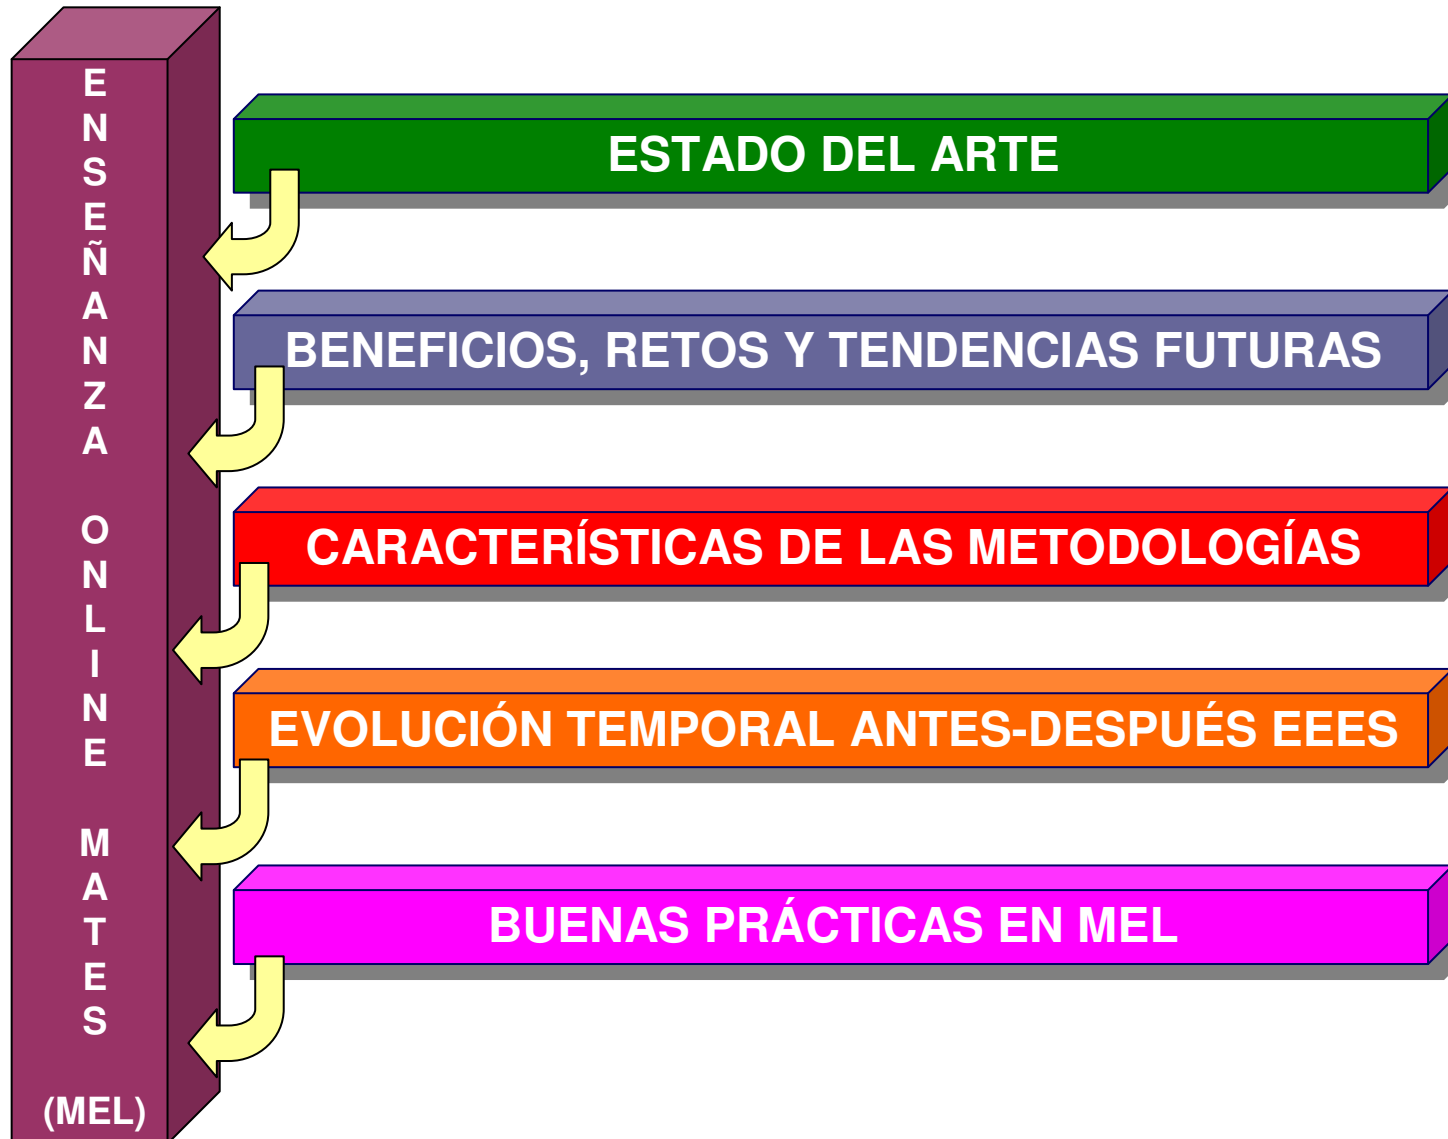 ENSEÑANZA ONLINE MATES
(MEL)
ESTADO DEL ARTE
BENEFICIOS, RETOS Y TENDENCIAS FUTURAS
CARACTERÍSTICAS DE LAS METODOLOGÍAS
EVOLUCIÓN TEMPORAL ANTES-DESPUÉS EEES
BUENAS PRÁCTICAS EN MEL